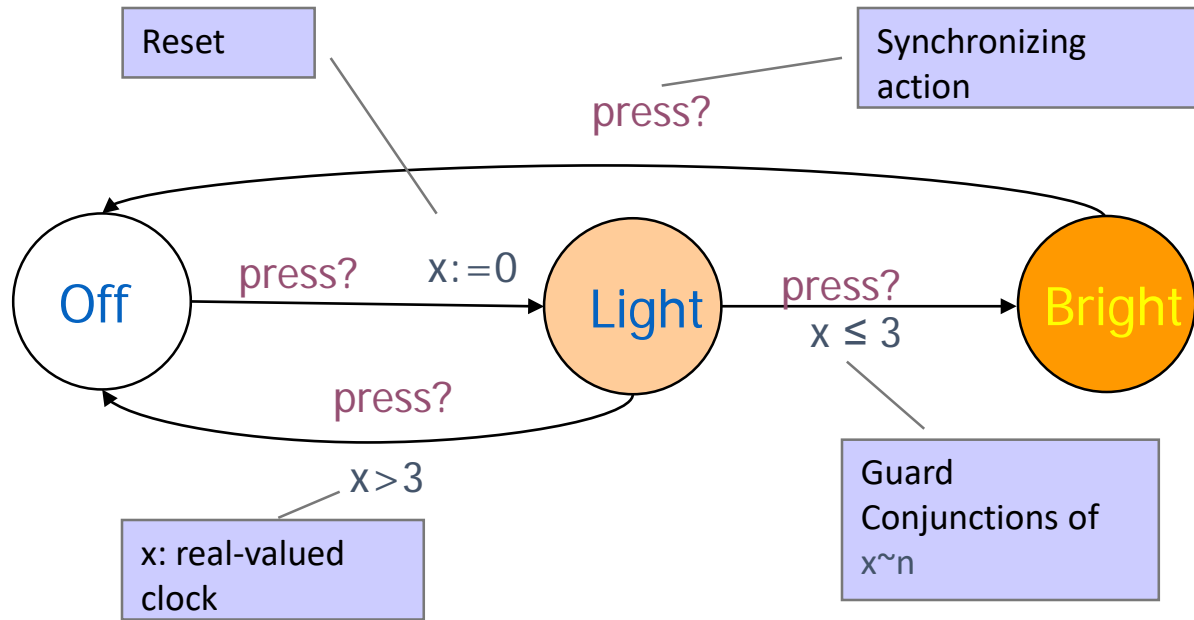 Reset
Synchronizing
action
press?
Off
press?
x:=0
Light
press?
x ≤ 3
Bright
press?
x>3
x: real-valued
clock
Guard
Conjunctions of
x~n